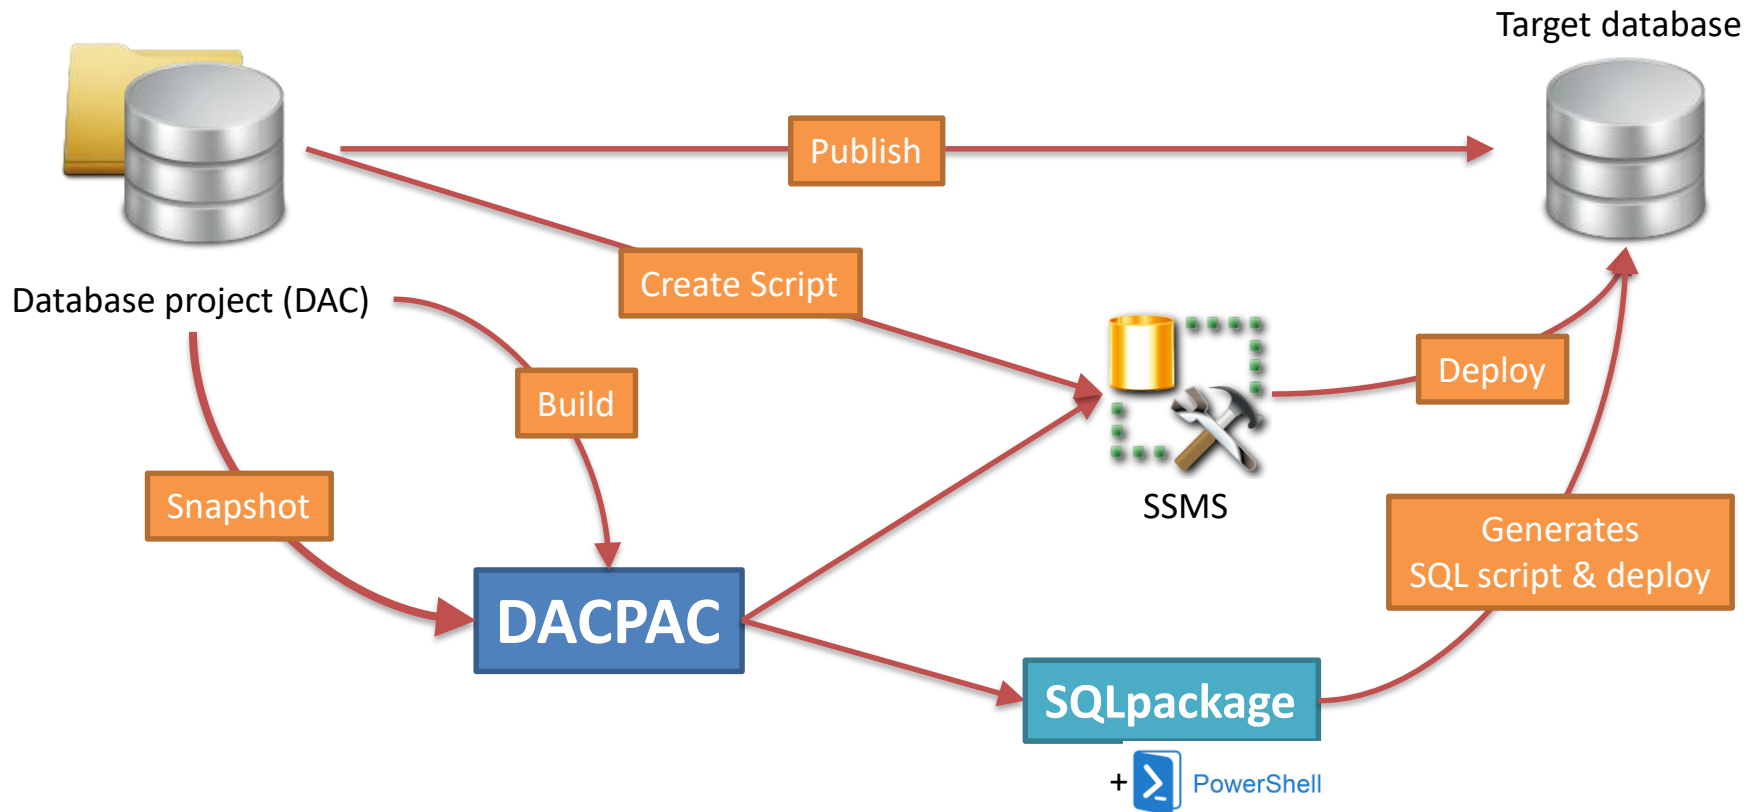 Target database
Publish
Create Script
Database project (DAC)
Deploy
Build
Snapshot
SSMS
Generates
SQL script & deploy
DACPAC
SQLpackage
+ PowerShell